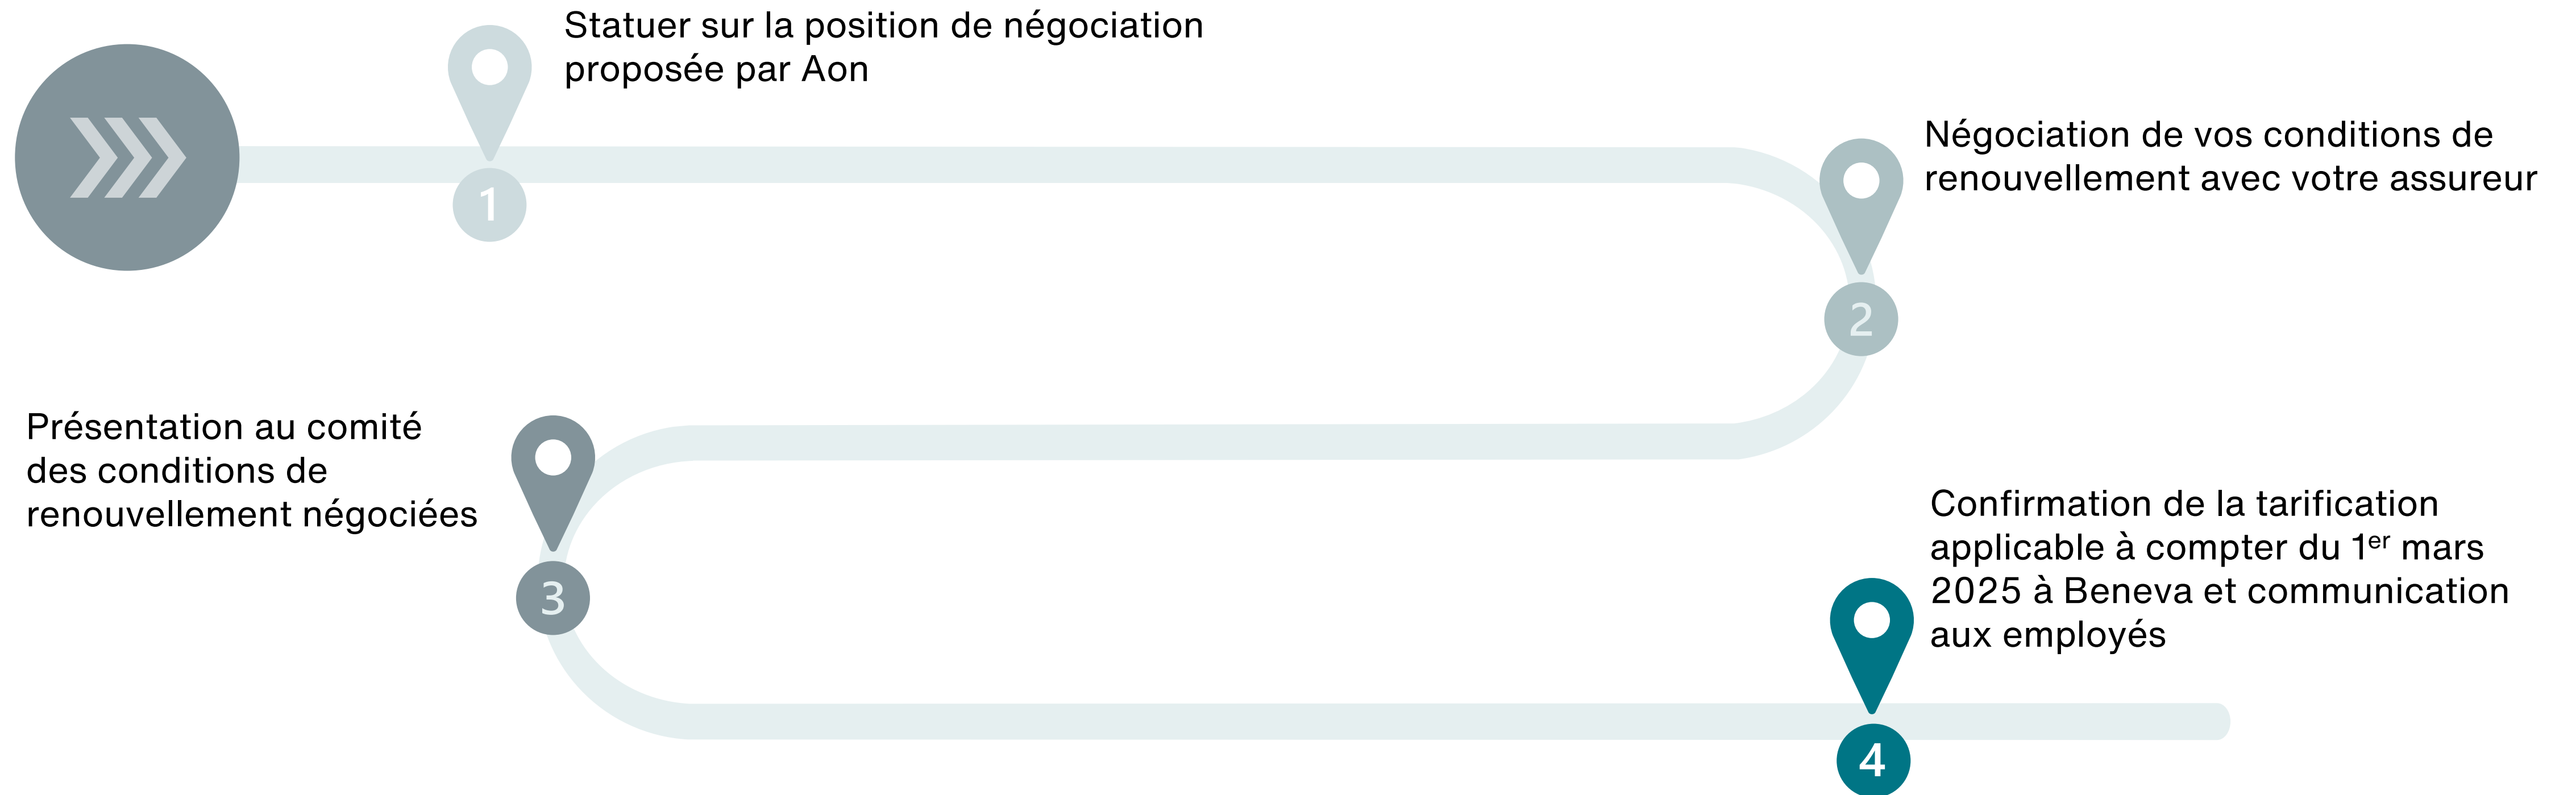 Statuer sur la position de négociation
proposée par Aon
1
Négociation de vos conditions de
renouvellement avec votre assureur
2
Présentation au comité
des conditions de
renouvellement négociées
3
Confirmation de la tarification
applicable à compter du 1er mars
2025 à Beneva et communication
aux employés
4